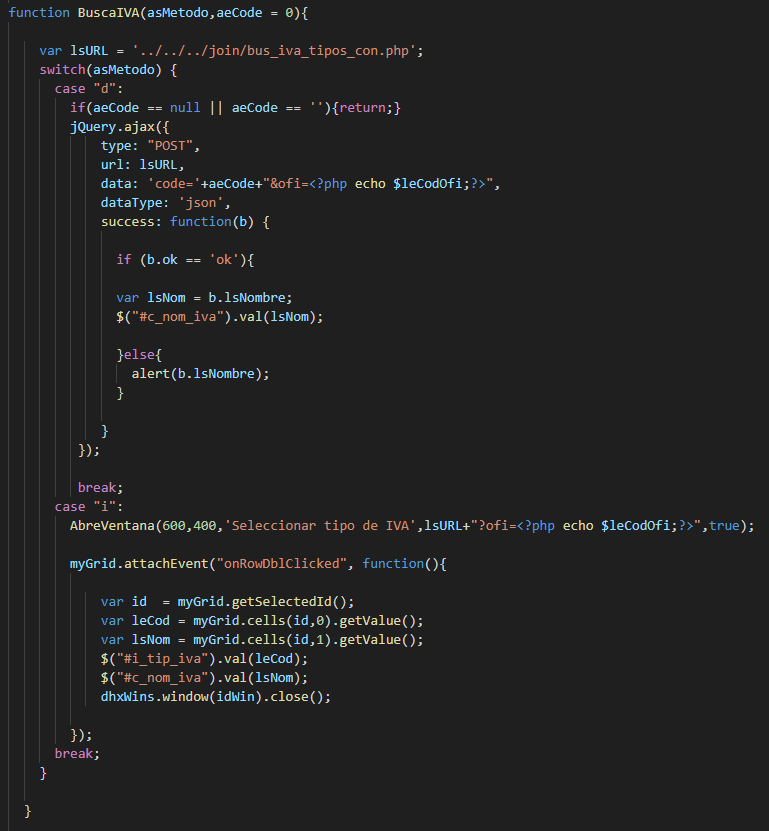 function BuscaIVA(asMetodo,aeCode = 0){
var lsURL = '../../../join/bus_iva_tipos_con.php';
switch(asMetodo) {
case "d":
if(aeCode == null || aeCode == ''){return;}
jQuery.ajax({
type: "POST",
url: lsURL,
data: 'code='+aeCode+"&ofi=<?php echo $leCodOfi;?>",
dataType: 'json',
success: function(b) {
if (b.ok == 'ok'){
var lsNom = b.lsNombre;
$("#c_nom_iva").val(lsNom);
}else{
alert(b.lsNombre);
}
}
});
break;
case "i":
AbreVentana(600,400,'Seleccionar tipo de IVA',lsURL+"?ofi=<?php echo $leCodOfi;?>",true);
myGrid.attachEvent("onRowDblClicked", function(){
var id  = myGrid.getSelectedId();
var leCod = myGrid.cells(id,0).getValue();
var lsNom = myGrid.cells(id,1).getValue();
$("#i_tip_iva").val(leCod);
$("#c_nom_iva").val(lsNom);
dhxWins.window(idWin).close();
});
break;
}
}